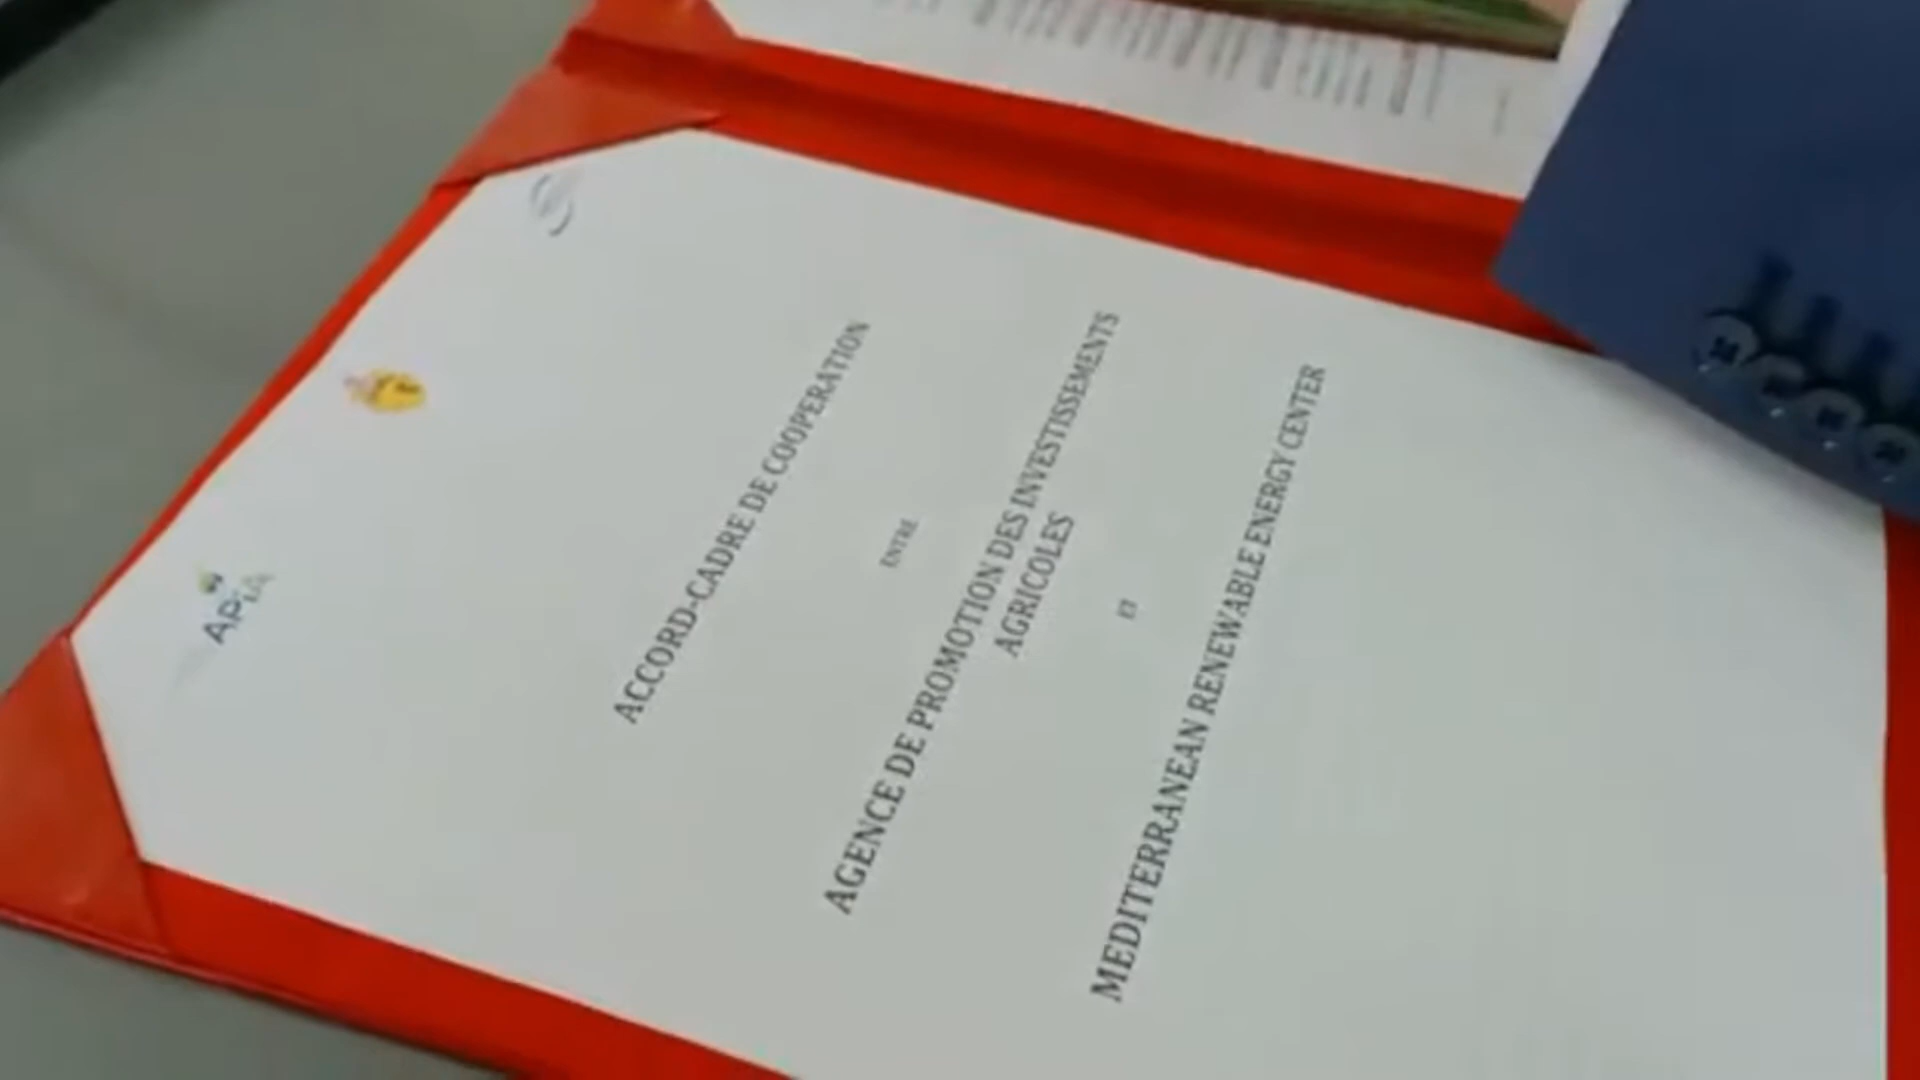 APIA
ACCORD-CADRE DE COOPERATION
ENTRE
AGENCE DE PROMOTION DES INVESTISSEMENTS
AGRICOLES
ET
MEDITERRANEAN RENEWABLE ENERGY CENTER